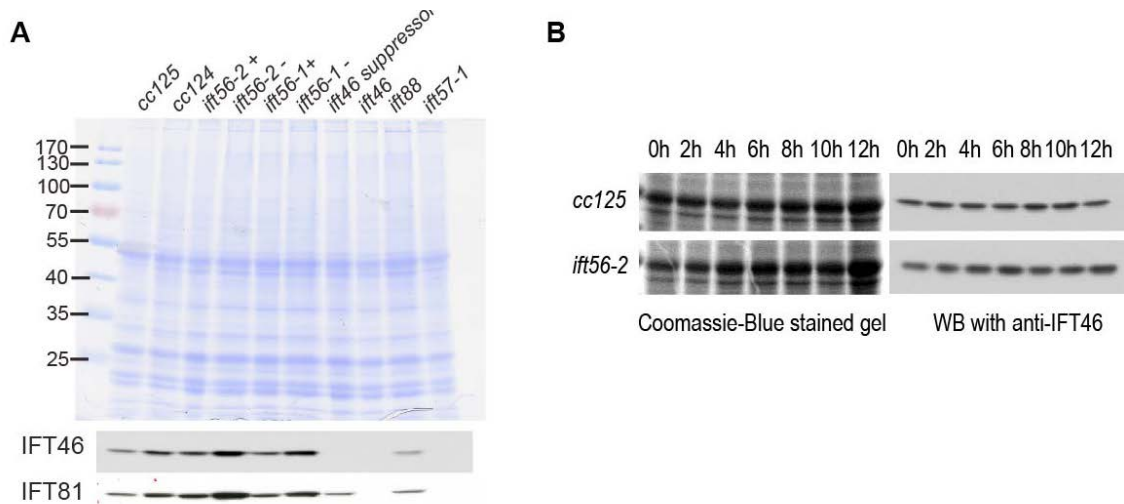 A
cc125
cc124
ift56-2 +
ift56-2 -
ift56-1+
ift56-1 -
ift46 suppressor
ift46
ift88
ift57-1
170
130
100
70
55
40
35
25
IFT46
IFT81
B
0h 2h 4h 6h 8h 10h 12h 0h 2h 4h 6h 8h 10h 12h
cc125
ift56-2
Coomassie-Blue stained gel WB with anti-IFT46